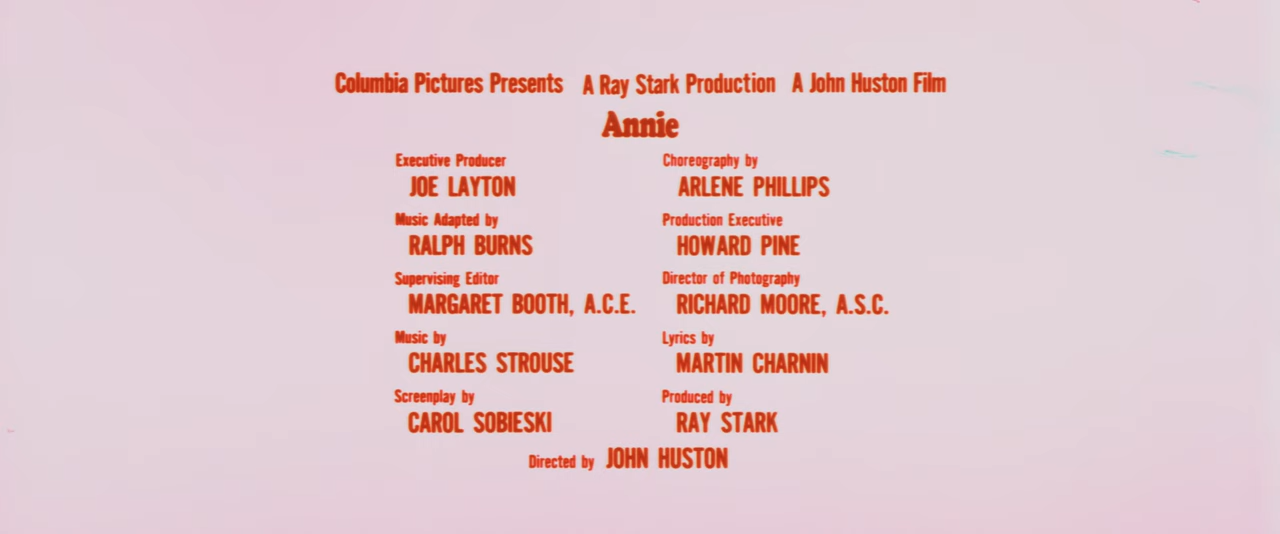 Columbia Pictures Presents A Ray Stark Production A John Huston Film
Annie
Executive Producer
JOE LAYTON
Choreography by
ARLENE PHILLIPS
Music Adapted by
RALPH BURNS
Production Executive
HOWARD PINE
Supervising Editor
MARGARET BOOTH, A.C.E.
Director of Photography
RICHARD MOORE, A.S.C.
Music by
CHARLES STROUSE
Lyrics by
MARTIN CHARNIN
Screenplay by
CAROL SOBIESKI
Produced by
RAY STARK
Directed by JOHN HUSTON